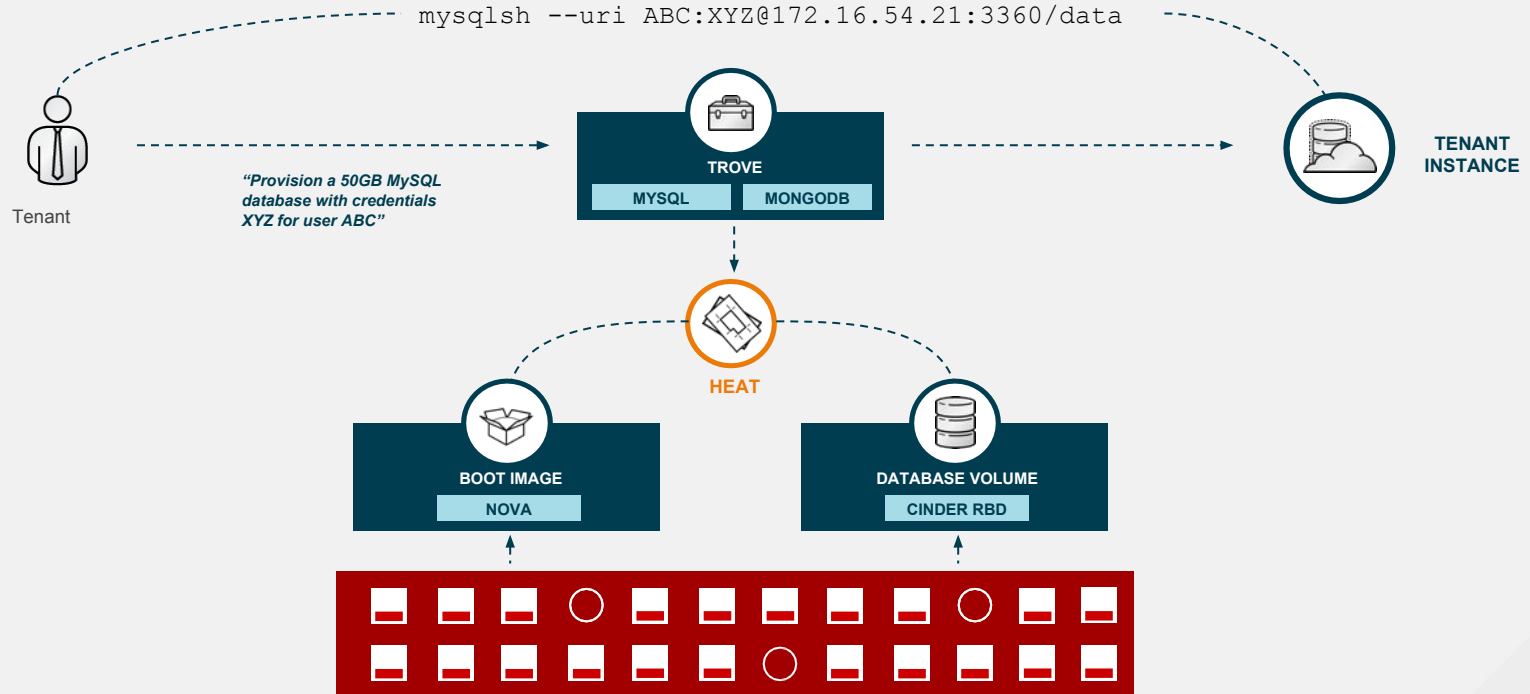 mysqlsh --uri ABC:XYZ@172.16.54.21:3360/data
Tenant
“Provision a 50GB MySQL
database with credentials
XYZ for user ABC”
TROVE
MYSQL
MONGODB
TENANT
INSTANCE
HEAT
BOOT IMAGE
NOVA
DATABASE VOLUME
CINDER RBD